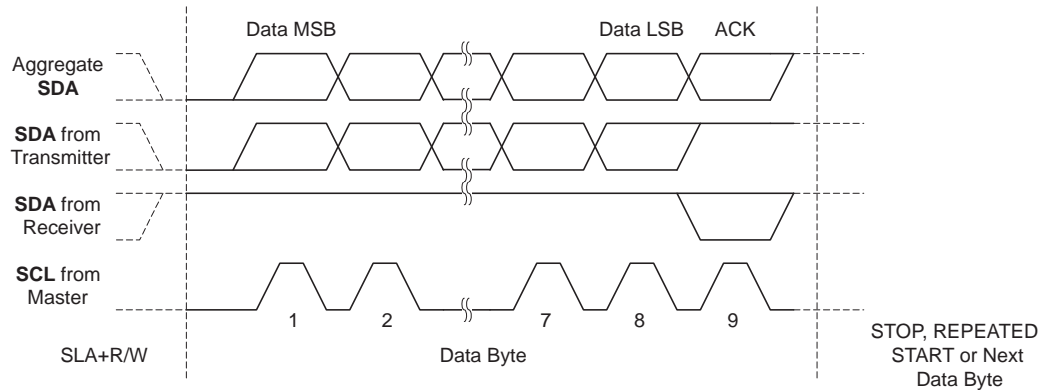 Data MSB
Data LSB
ACK
Aggregate
SDA
SDA from
Transmitter
SDA from
Receiver
SCL from
Master
1
2
7
8
9
SLA+R/W
Data Byte
STOP, REPEATED
START or Next
Data Byte